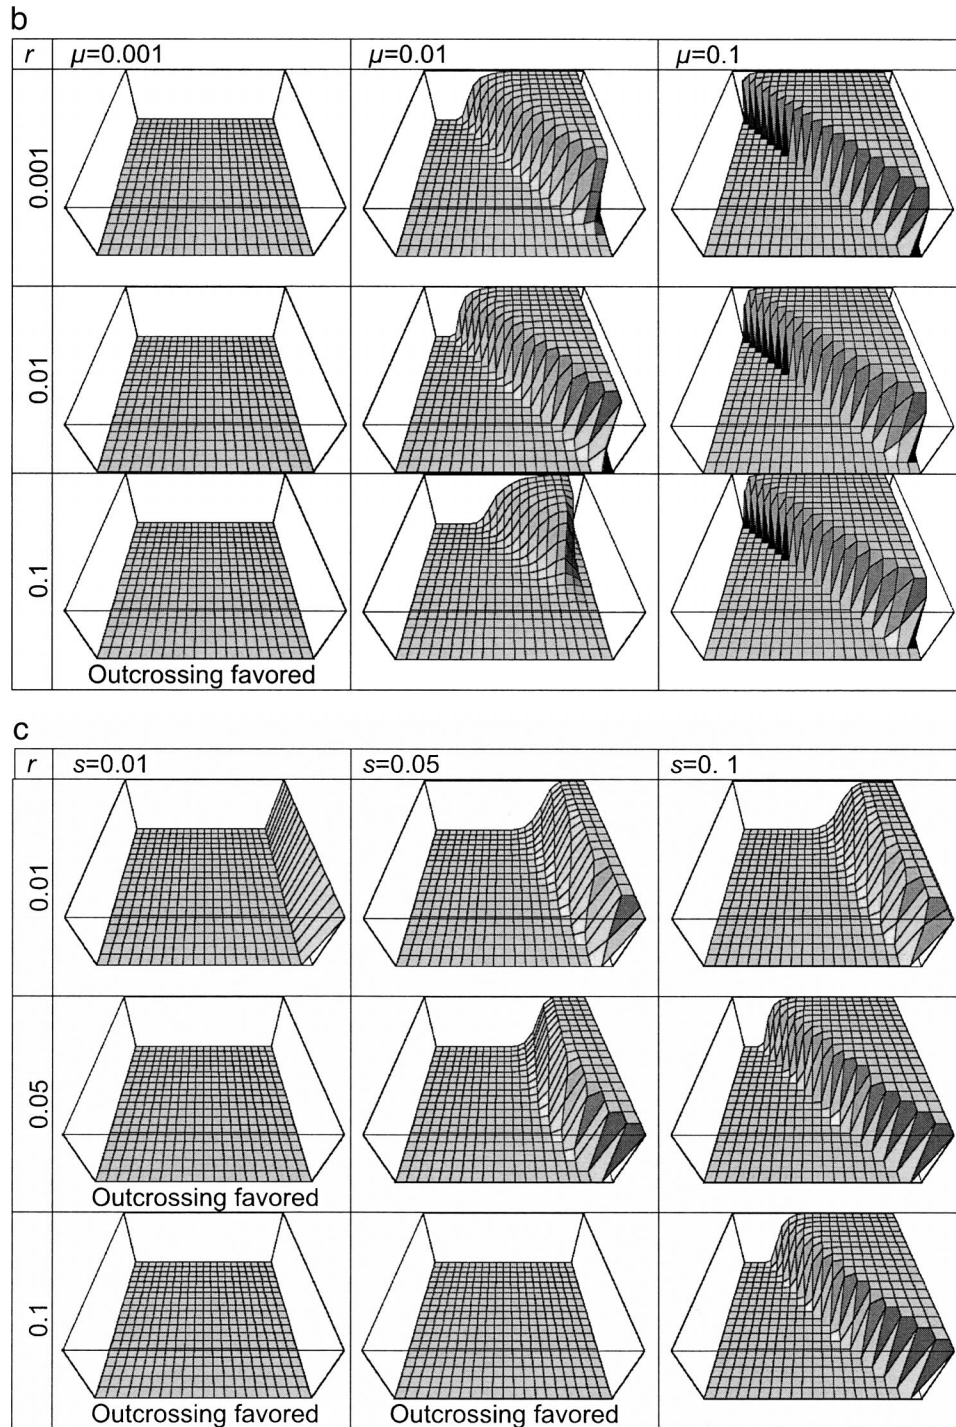 b
r μ=0.001 μ=0.01 μ=0.1
0.001
0.01
0.1
Outcrossing favored
c
r s=0.01 s=0.05 s=0. 1
0.01
0.05
Outcrossing favored
0.1
Outcrossing favored Outcrossing favored